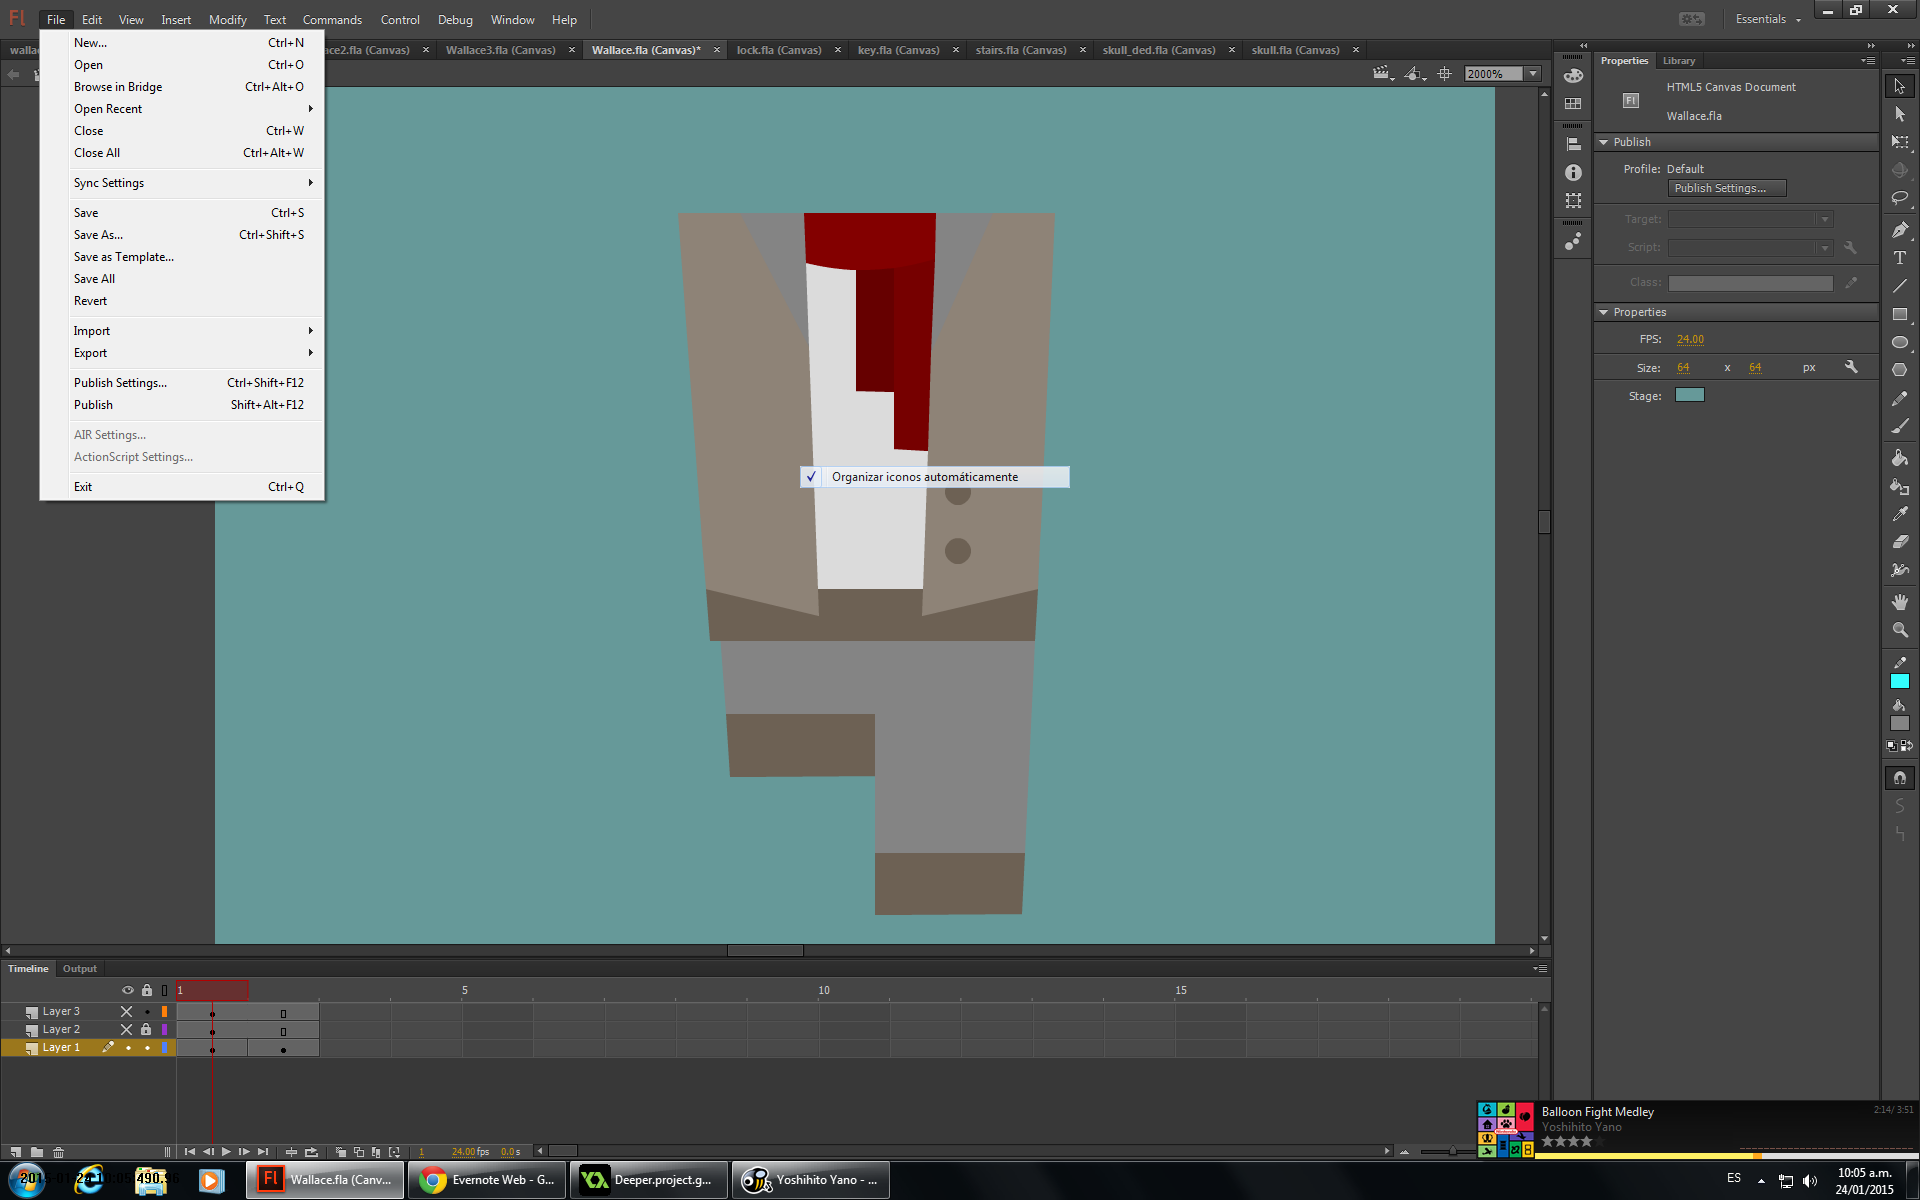 Fl
File Edit View Insert Modify Text Commands Control Debug Window Help
Essentials
ace2.fla (Canvas) × Wallace3.fla (Canvas) × Wallace.fla (Canvas)* × lock.fla (Canvas) × key.fla (Canvas) × stairs.fla (Canvas) × skull_ded.fla (Canvas) × skull.fla (Canvas) ×
2000%
New... Ctrl+N
Open Ctrl+O
Browse in Bridge Ctrl+Alt+O
Open Recent
Close Ctrl+W
Close All Ctrl+Alt+W
Sync Settings
Save Ctrl+S
Save As... Ctrl+Shift+S
Save as Template...
Save All
Revert
Import
Export
Publish Settings... Ctrl+Shift+F12
Publish Shift+Alt+F12
AIR Settings...
ActionScript Settings...
Exit Ctrl+Q
Organizar iconos automáticamente
Properties Library
HTML5 Canvas Document
Fl
Wallace.fla
Publish
Profile: Default
Publish Settings...
Target:
Script:
Class:
Properties
FPS: 24.00
Size: 64 x 64 px
Stage:
Timeline Output
1 5 10 15
Layer 3
Layer 2
Layer 1
1 24.00 fps 0.0 s
Balloon Fight Medley
2:14/ 3:51
Yoshihito Yano
Wallace.fla (Canv...
Evernote Web - G...
Deeper.project.g...
Yoshihito Yano - ...
ES
10:05 a.m.
24/01/2015